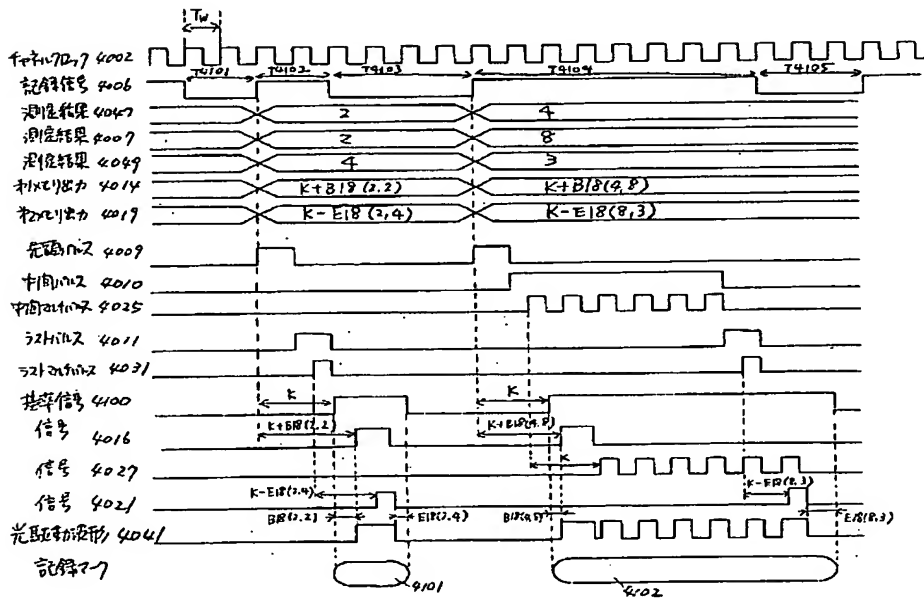 Tw
チャネルクロック 4002
T4101 T4102 T4103 T4104 T4105
記録信号 4006
測定結果 4047 2 4
測定結果 4007 2 8
測定結果 4049 4 3
オ1メモリ出力 4014 K+B18(2,2) K+B18(4,8)
オ2メモリ出力 4019 K-E18(2,4) K-E18(8,3)
先頭パルス 4009
中間パルス 4010
中間マルチパルス 4025
ラストパルス 4011
ラストマルチパルス 4031
基準信号 4100 K K
信号 4016 K+B18(2,2) K+B18(4,8)
信号 4027 K
信号 4021 K-E18(2,4) K-E18(8,3)
B18(2,2) E18(2,4) B18(4,5) E18(8,3)
光駆動波形 4041
記録マーク 4101 4102